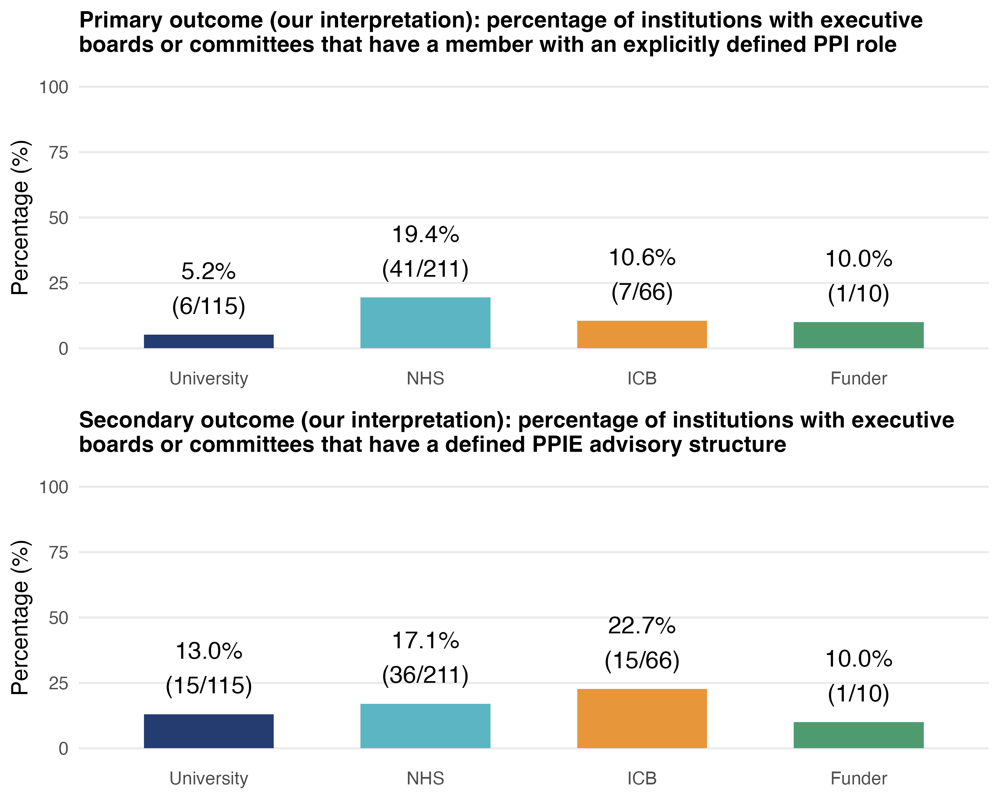 Primary outcome (our interpretation): percentage of institutions with executive
boards or committees that have a member with an explicitly defined PPI role
Percentage (%)
100
75
50
25
0
5.2%
(6/115)
19.4%
(41/211)
10.6%
(7/66)
10.0%
(1/10)
University
NHS
ICB
Funder
Secondary outcome (our interpretation): percentage of institutions with executive
boards or committees that have a defined PPIE advisory structure
Percentage (%)
100
75
50
25
0
13.0%
(15/115)
17.1%
(36/211)
22.7%
(15/66)
10.0%
(1/10)
University
NHS
ICB
Funder